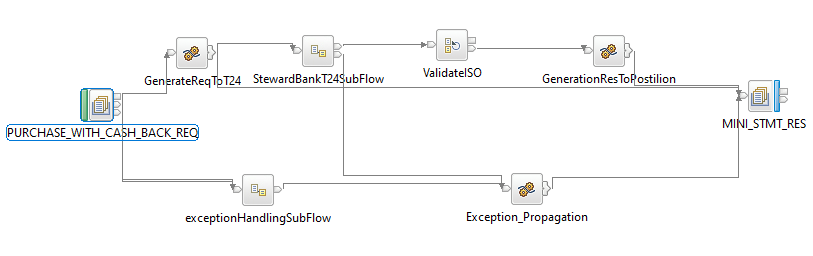 GenerateReqToT24
StewardBankT24SubFlow
ValidateISO
GenerationResToPostilion
PURCHASE_WITH_CASH_BACK_REQ
MINI_STMT_RES
exceptionHandlingSubFlow
Exception_Propagation